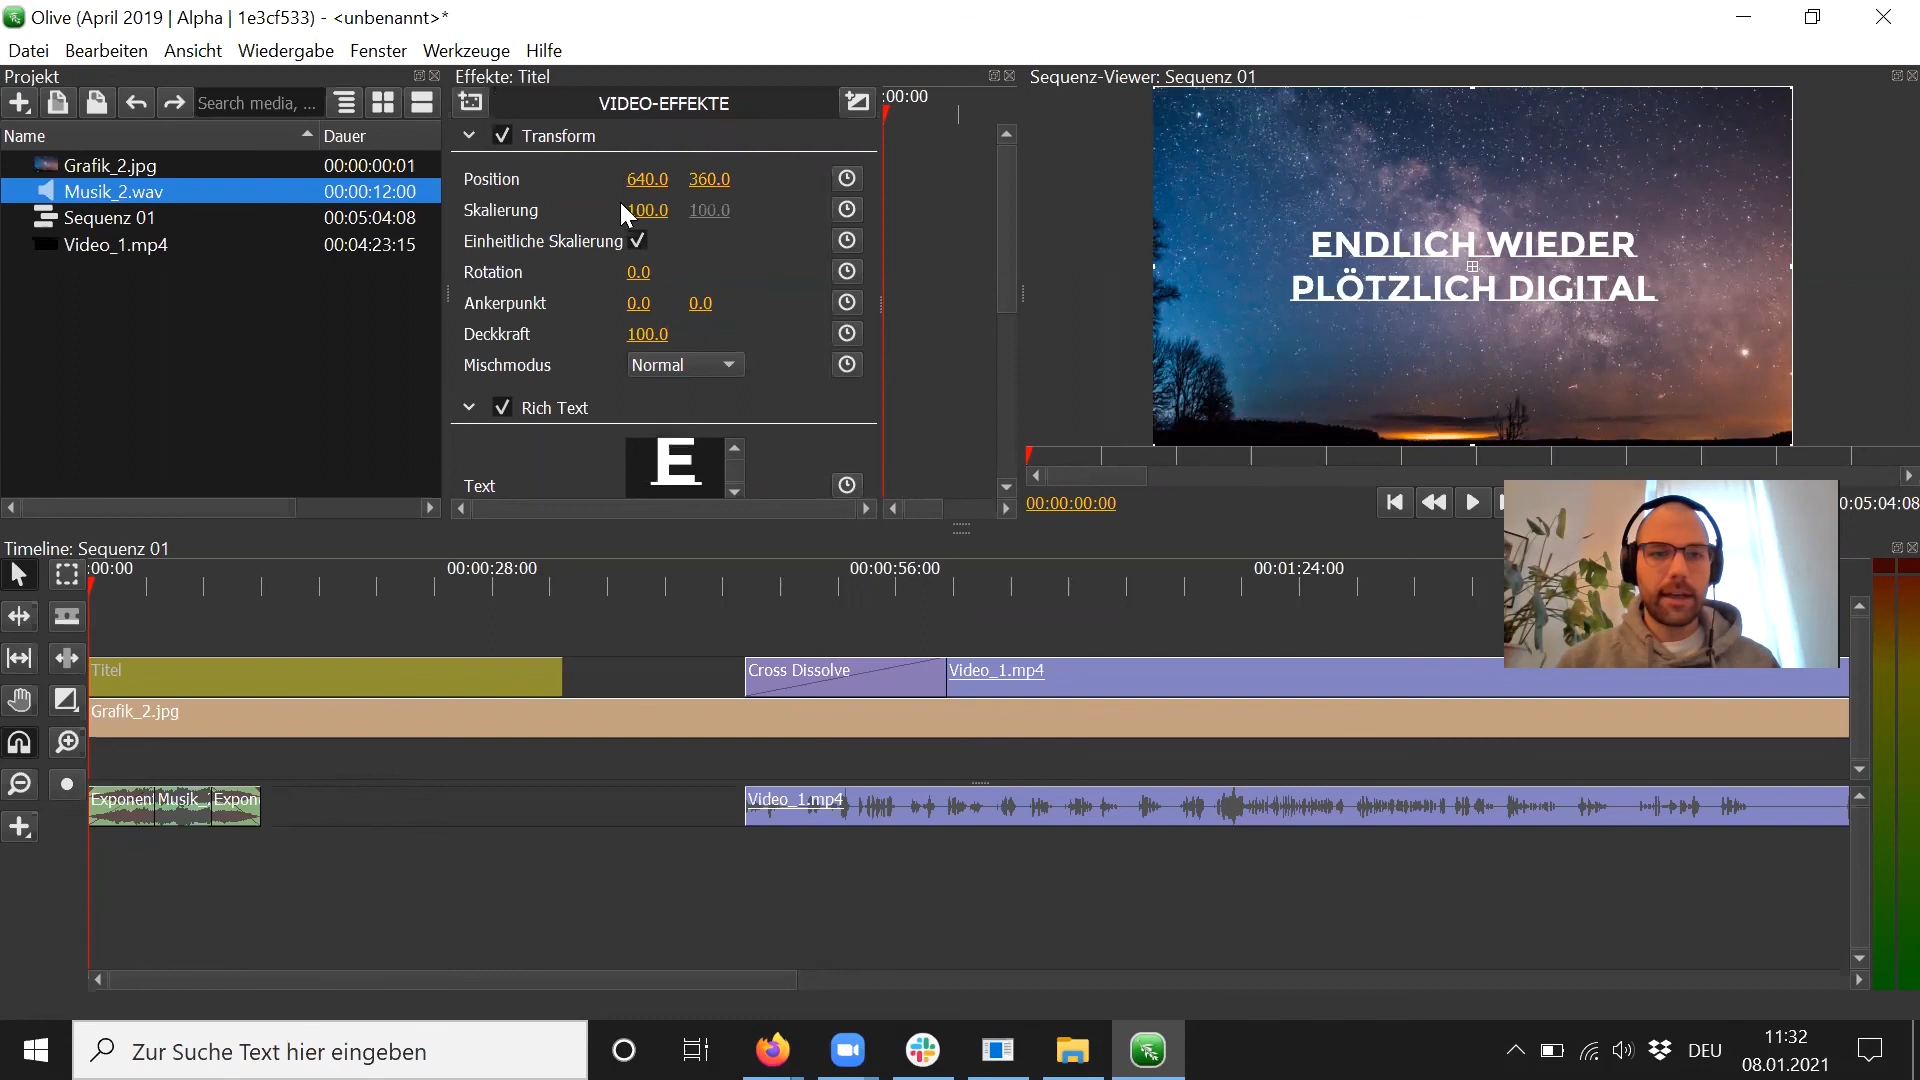 Olive (April 2019 | Alpha | 1e3cf533) - <unbenannt>*
Datei Bearbeiten Ansicht Wiedergabe Fenster Werkzeuge Hilfe
Projekt
Search media, ...
Name Dauer
Grafik_2.jpg 00:00:00:01
Musik_2.wav 00:00:12:00
Sequenz 01 00:05:04:08
Video_1.mp4 00:04:23:15
Effekte: Titel
VIDEO-EFFEKTE
:00:00
Transform
Position 640.0 360.0
Skalierung 100.0 100.0
Einheitliche Skalierung
Rotation 0.0
Ankerpunkt 0.0 0.0
Deckkraft 100.0
Mischmodus Normal
Rich Text
Text E
Sequenz-Viewer: Sequenz 01
ENDLICH WIEDER
PLÖTZLICH DIGITAL
00:00:00:00 0:05:04:08
Timeline: Sequenz 01
:00:00 00:00:28:00 00:00:56:00 00:01:24:00
Titel Cross Dissolve Video_1.mp4
Grafik_2.jpg
Exponen Musik_ Expon Video_1.mp4
Zur Suche Text hier eingeben
DEU
11:32
08.01.2021